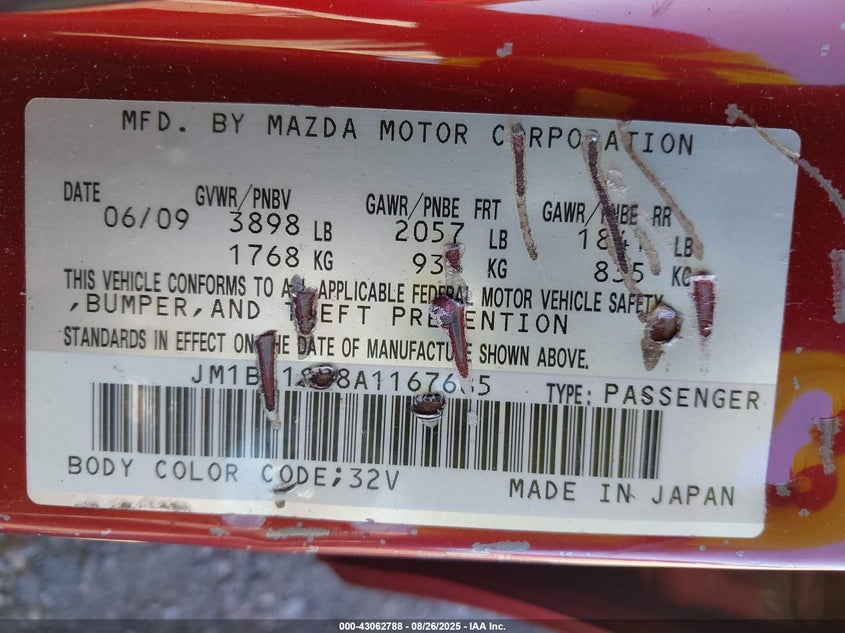 MFD. BY MAZDA MOTOR CORPORATION
DATE GVWR/PNBV GAWR/PNBE FRT GAWR/PNBE RR
06/09 3898 LB 2057 LB LB
1768 KG KG KG
THIS VEHICLE CONFORMS TO ALL APPLICABLE FEDERAL MOTOR VEHICLE SAFETY
,BUMPER,AND THEFT PREVENTION
STANDARDS IN EFFECT ON THE DATE OF MANUFACTURE SHOWN ABOVE.
TYPE: PASSENGER
BODY COLOR CODE;32V
MADE IN JAPAN
000-43062788 - 08/26/2025 - IAA Inc.